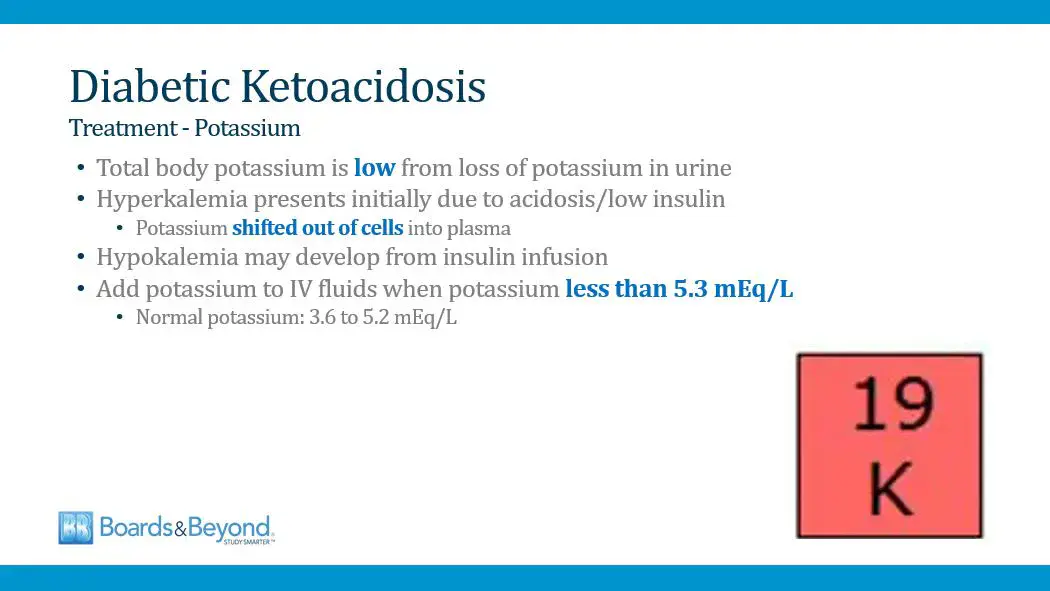 Diabetic Ketoacidosis
Treatment - Potassium
• Total body potassium is low from loss of potassium in urine
• Hyperkalemia presents initially due to acidosis/low insulin
• Potassium shifted out of cells into plasma
• Hypokalemia may develop from insulin infusion
• Add potassium to IV fluids when potassium less than 5.3 mEq/L
• Normal potassium: 3.6 to 5.2 mEq/L
19
K
BB Boards&Beyond®
STUDY SMARTER™